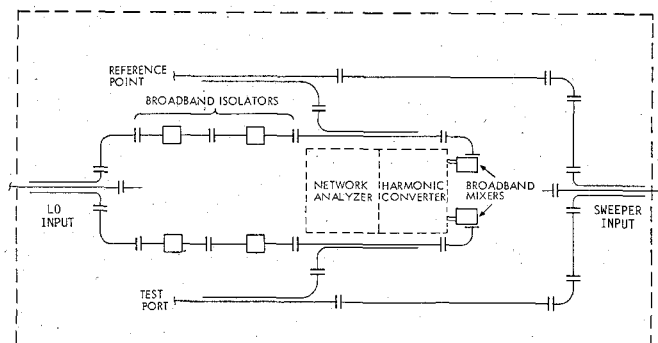 REFERENCE
POINT
BROADBAND ISOLATORS
NETWORK
ANALYZER
HARMONIC
CONVERTER
BROADBAND
MIXERS
LO
INPUT
SWEEPER
INPUT
TEST
PORT